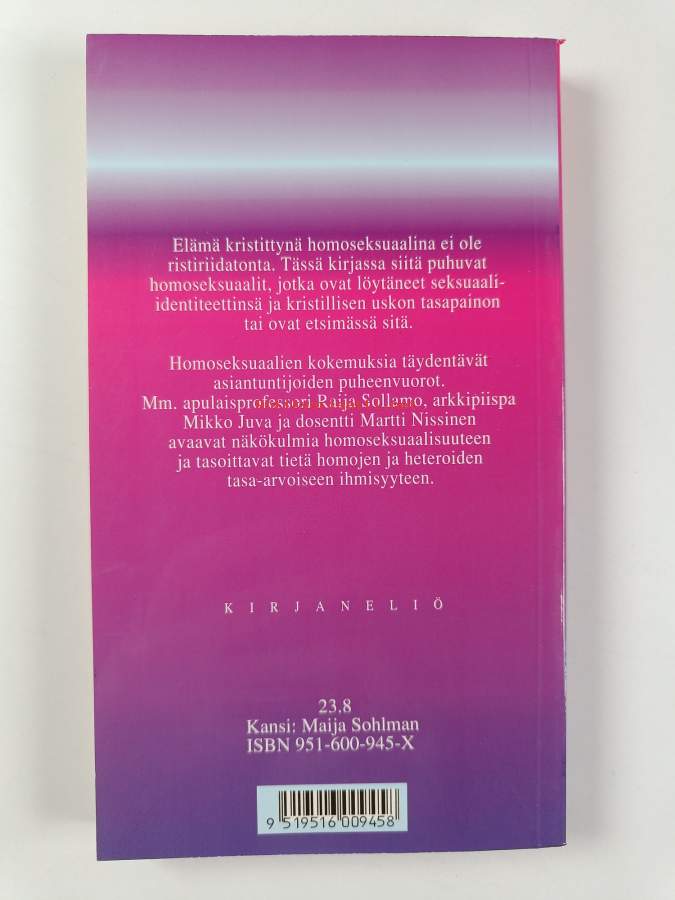 Elämä kristittynä homoseksuaalina ei ole
ristiriidatonta. Tässä kirjassa siitä puhuvat
homoseksuaalit, jotka ovat löytäneet seksuaali-
identiteettinsä ja kristillisen uskon tasapainon
tai ovat etsimässä sitä.
Homoseksuaalien kokemuksia täydentävät
asiantuntijoiden puheenvuorot.
Mm. apulaisprofessori Raija Sollamo, arkkipiispa
Mikko Juva ja dosentti Martti Nissinen
avaavat näkökulmia homoseksuaalisuuteen
ja tasoittavat tietä homojen ja heteroiden
tasa-arvoiseen ihmisyyteen.
KIRJANELIÖ
23.8
Kansi: Maija Sohlman
ISBN 951-600-945-X
9 519516 009458